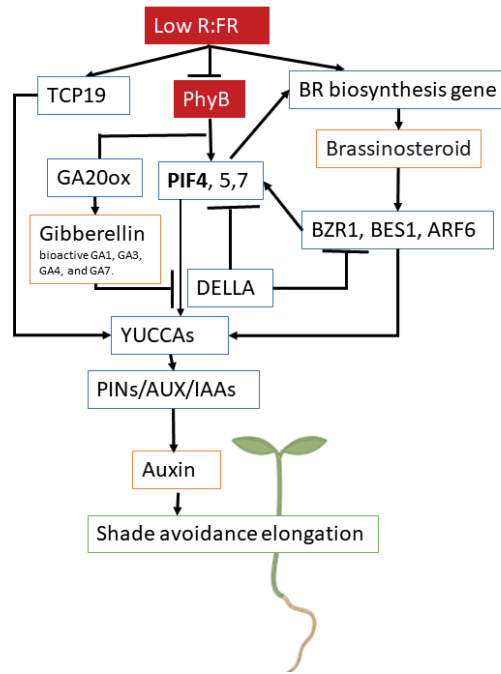 Low R:FR
TCP19
PhyB
BR biosynthesis gene
Brassinosteroid
GA20ox
PIF4, 5,7
Gibberellin
bioactive GA1, GA3,
GA4, and GA7.
BZR1, BES1, ARF6
DELLA
YUCCAs
PINs/AUX/IAAs
Auxin
Shade avoidance elongation